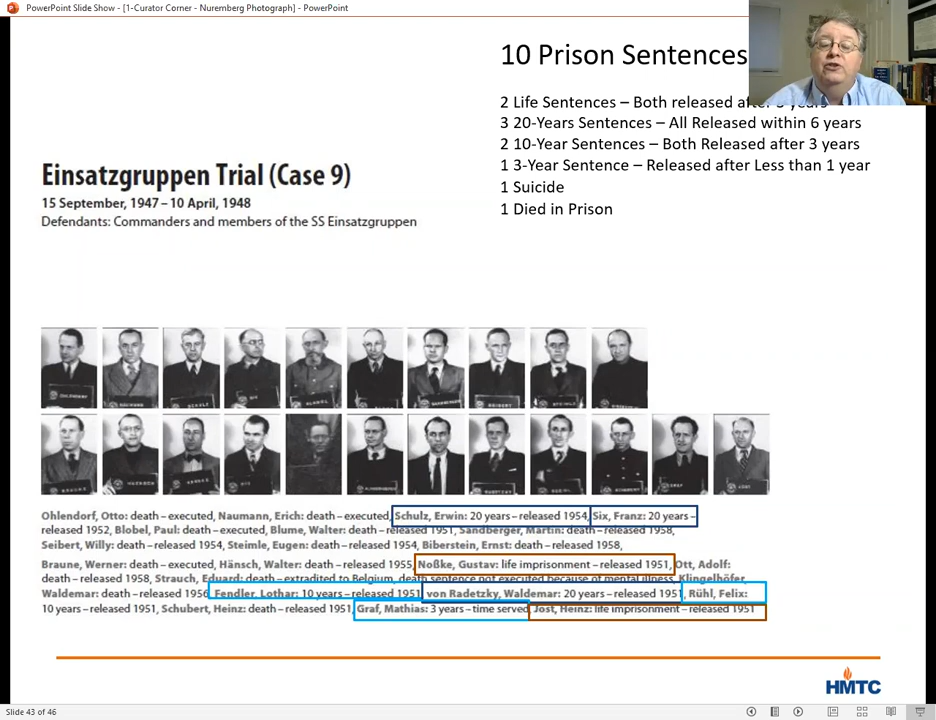 PowerPoint Slide Show - [1-Curator Corner - Nuremberg Photograph] - PowerPoint
10 Prison Sentences
2 Life Sentences – Both released after 3 years
3 20-Years Sentences – All Released within 6 years
2 10-Year Sentences – Both Released after 3 years
1 3-Year Sentence – Released after Less than 1 year
1 Suicide
1 Died in Prison
Einsatzgruppen Trial (Case 9)
15 September, 1947 – 10 April, 1948
Defendants: Commanders and members of the SS Einsatzgruppen
Ohlendorf, Otto: death – executed, Naumann, Erich: death – executed, Schulz, Erwin: 20 years – released 1954, Six, Franz: 20 years –
released 1952, Blobel, Paul: death – executed, Blume, Walter: death – released 1951, Sandberger, Martin: death – released 1958,
Seibert, Willy: death – released 1954, Steimle, Eugen: death – released 1954, Biberstein, Ernst: death – released 1958,
Braune, Werner: death – executed, Hänsch, Walter: death – released 1955, Noßke, Gustav: life imprisonment – released 1951, Ott, Adolf:
death – released 1958, Strauch, Eduard: death – extradited to Belgium, death sentence not executed because of mental illness, Klingelhöfer,
Waldemar: death – released 1956, Fendler, Lothar: 10 years – released 1951, von Radetzky, Waldemar: 20 years – released 1951, Rühl, Felix:
10 years – released 1951, Schubert, Heinz: death – released 1951, Graf, Mathias: 3 years – time served, Jost, Heinz: life imprisonment – released 1951
HMTC
Slide 43 of 46